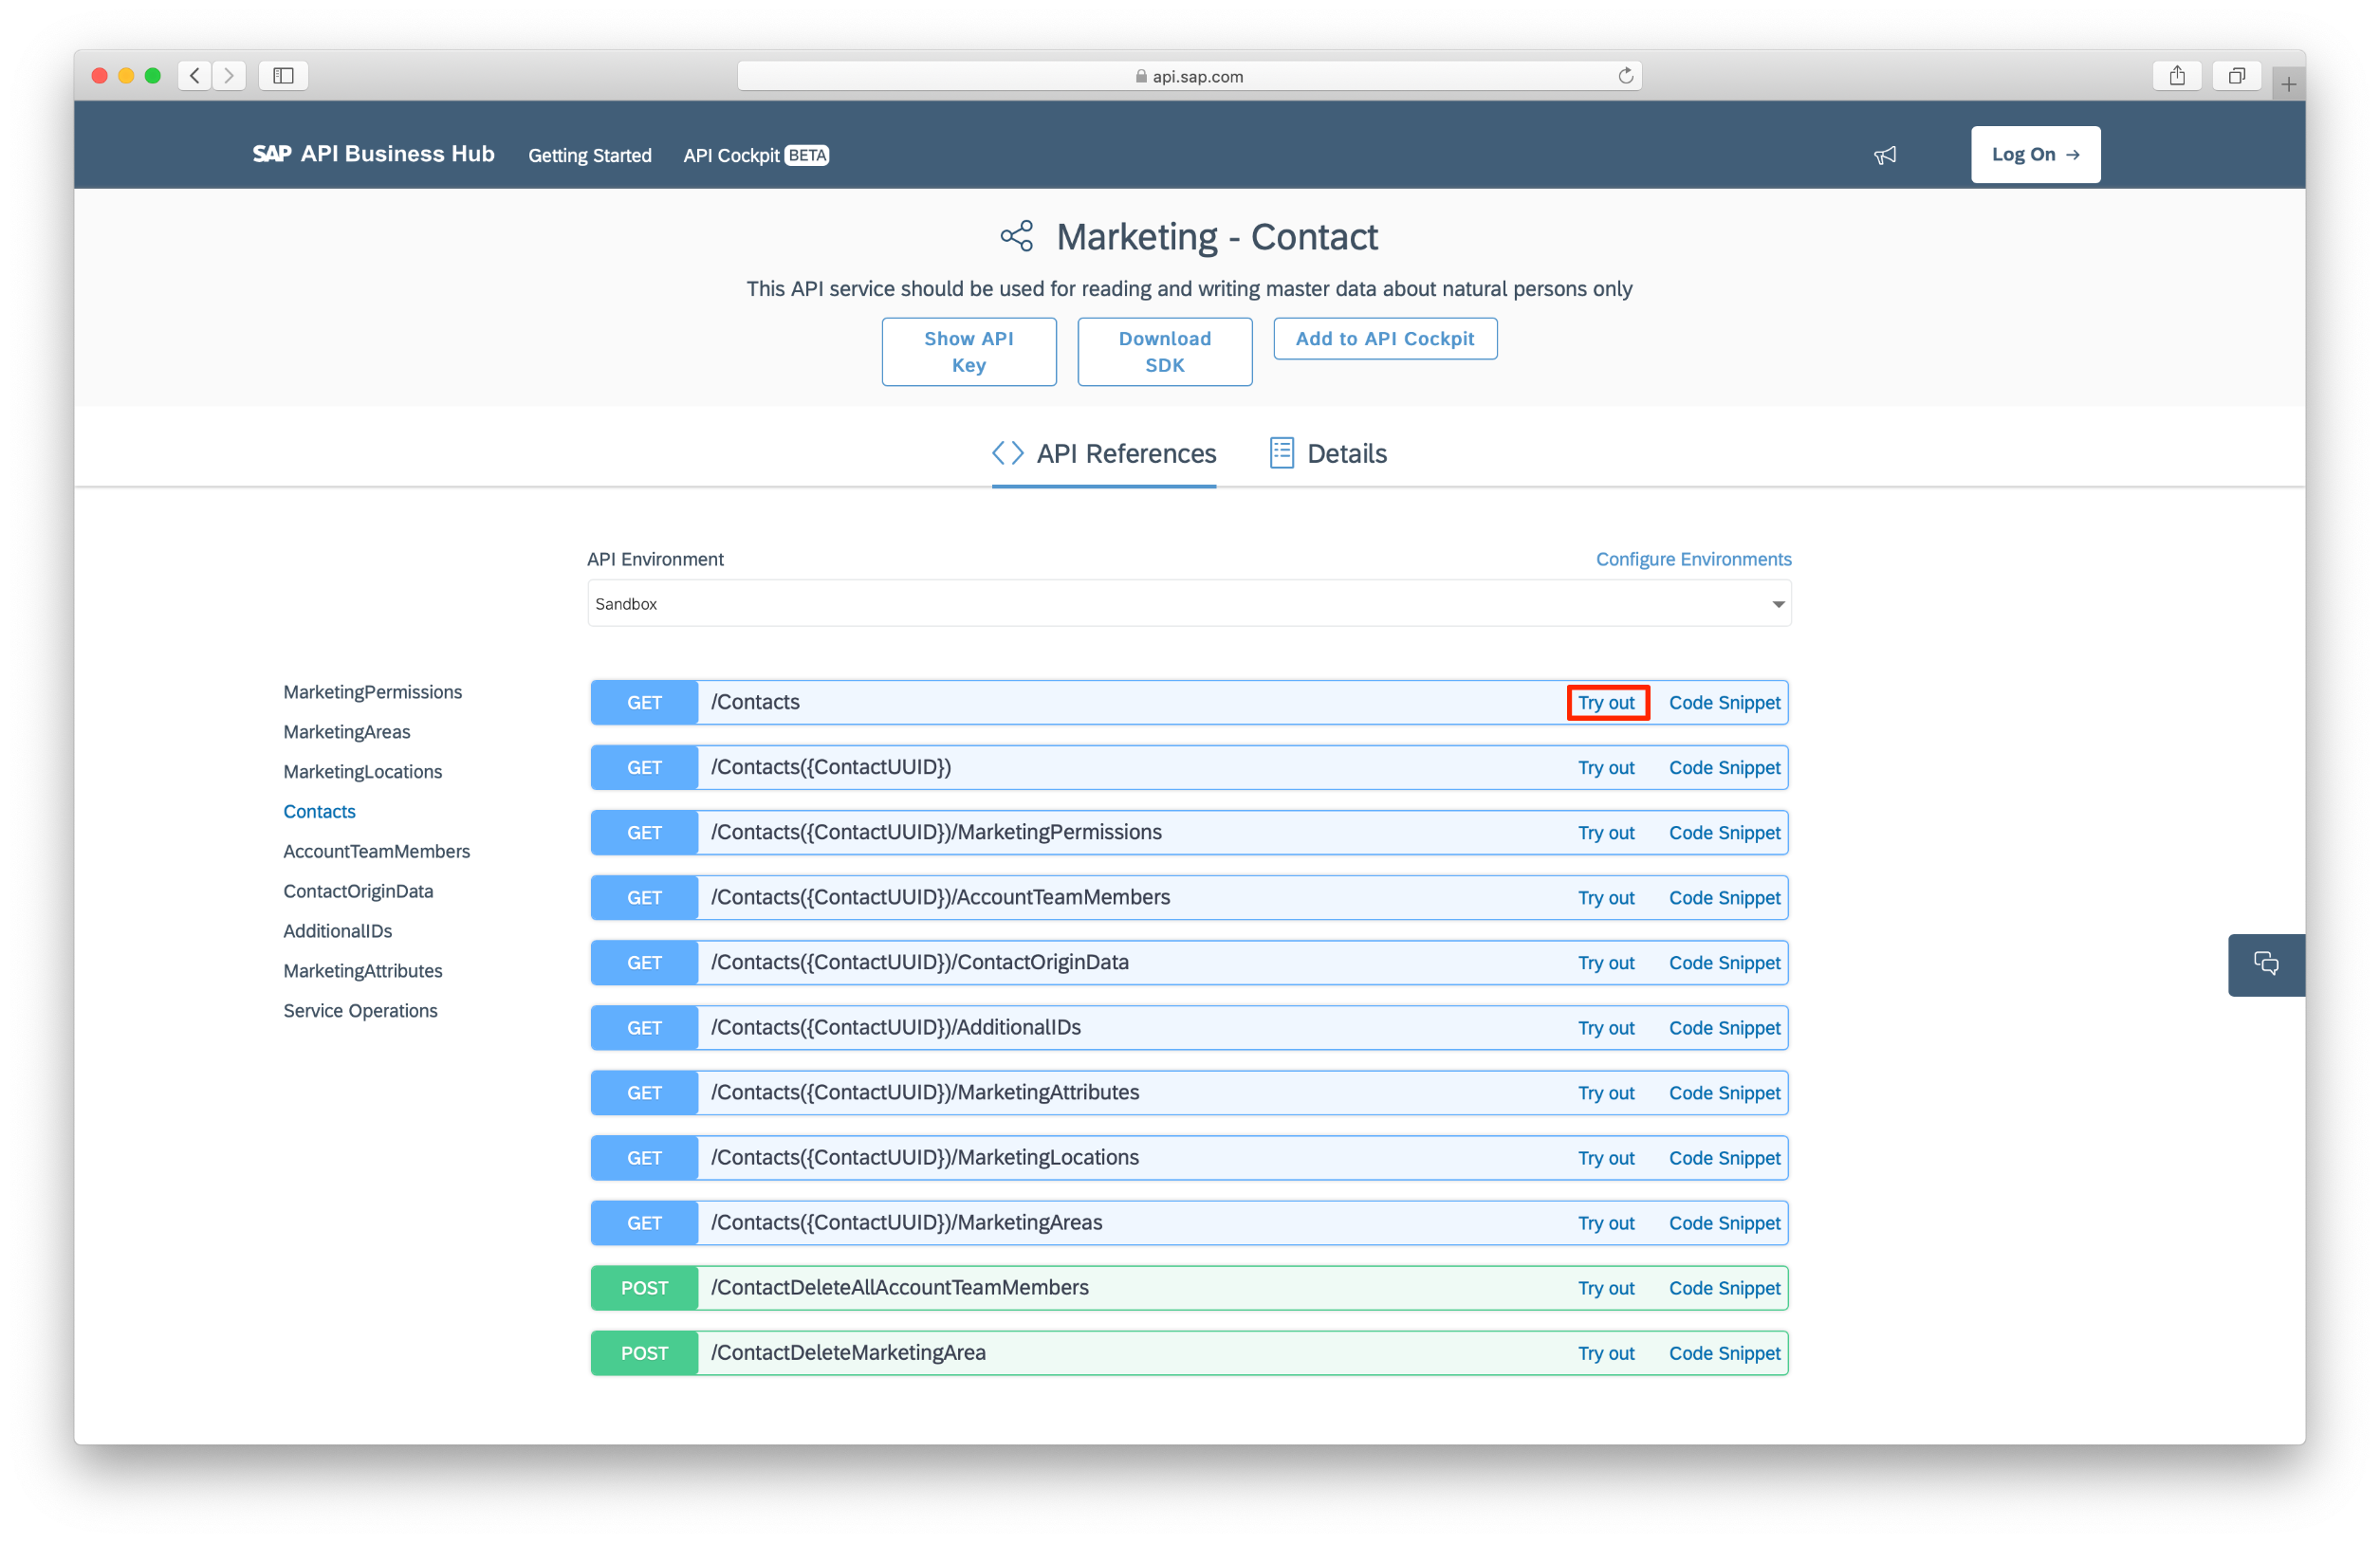 api.sap.com
SAP API Business Hub Getting Started API Cockpit BETA Log On →
Marketing - Contact
This API service should be used for reading and writing master data about natural persons only
Show API Key
Download SDK
Add to API Cockpit
API References Details
API Environment Configure Environments
Sandbox
MarketingPermissions
MarketingAreas
MarketingLocations
Contacts
AccountTeamMembers
ContactOriginData
AdditionalIDs
MarketingAttributes
Service Operations
GET /Contacts Try out Code Snippet
GET /Contacts({ContactUUID}) Try out Code Snippet
GET /Contacts({ContactUUID})/MarketingPermissions Try out Code Snippet
GET /Contacts({ContactUUID})/AccountTeamMembers Try out Code Snippet
GET /Contacts({ContactUUID})/ContactOriginData Try out Code Snippet
GET /Contacts({ContactUUID})/AdditionalIDs Try out Code Snippet
GET /Contacts({ContactUUID})/MarketingAttributes Try out Code Snippet
GET /Contacts({ContactUUID})/MarketingLocations Try out Code Snippet
GET /Contacts({ContactUUID})/MarketingAreas Try out Code Snippet
POST /ContactDeleteAllAccountTeamMembers Try out Code Snippet
POST /ContactDeleteMarketingArea Try out Code Snippet